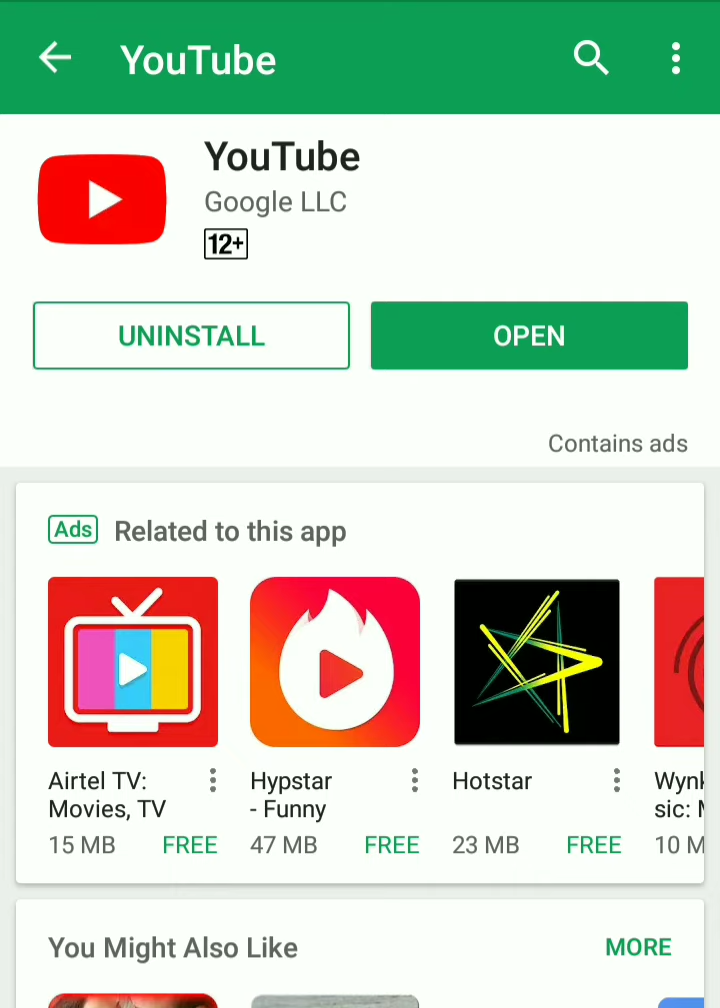 YouTube
YouTube
Google LLC
12+
UNINSTALL
OPEN
Contains ads
Ads Related to this app
Airtel TV:
Movies, TV
15 MB FREE
Hypstar
- Funny
47 MB FREE
Hotstar
23 MB FREE
Wynk
sic: M
10 M
You Might Also Like
MORE